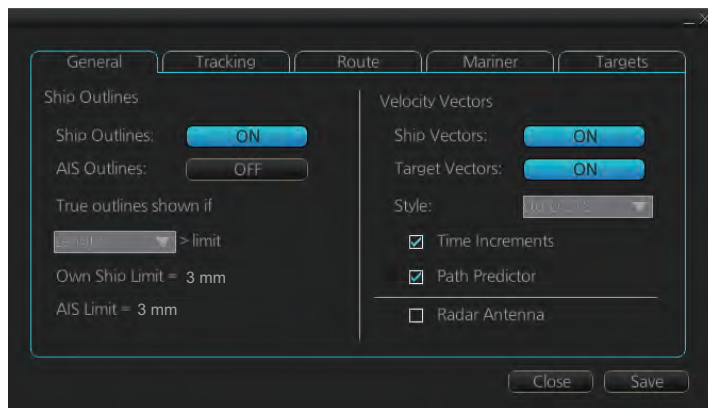 General
Tracking
Route
Mariner
Targets
Ship Outlines
Ship Outlines: ON
AIS Outlines: OFF
True outlines shown if
> limit
Own Ship Limit = 3 mm
AIS Limit = 3 mm
Velocity Vectors
Ship Vectors: ON
Target Vectors: ON
Style:
Time Increments
Path Predictor
Radar Antenna
Close
Save